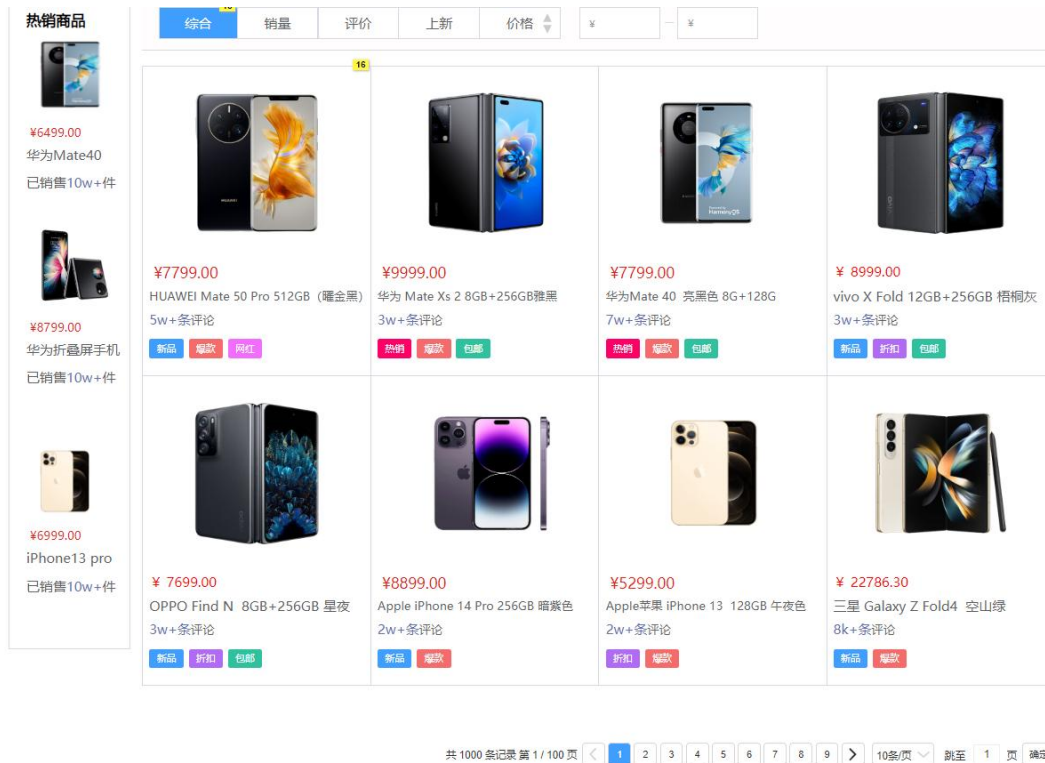 热销商品
¥6499.00
华为Mate40
已销售10w+件
¥8799.00
华为折叠屏手机
已销售10w+件
¥6999.00
iPhone13 pro
已销售10w+件
综合 销量 评价 上新 价格 ¥ — ¥
16
¥7799.00
HUAWEI Mate 50 Pro 512GB（曜金黑）
5w+条评论
新品 爆款 网红
¥9999.00
华为 Mate Xs 2 8GB+256GB雅黑
3w+条评论
热销 爆款 包邮
¥7799.00
华为Mate 40 亮黑色 8G+128G
7w+条评论
热销 爆款 包邮
¥ 8999.00
vivo X Fold 12GB+256GB 梧桐灰
3w+条评论
新品 折扣 包邮
¥ 7699.00
OPPO Find N 8GB+256GB 星夜
3w+条评论
新品 折扣 包邮
¥8899.00
Apple iPhone 14 Pro 256GB 暗紫色
2w+条评论
新品 爆款
¥5299.00
Apple苹果 iPhone 13 128GB 午夜色
2w+条评论
折扣 爆款
¥ 22786.30
三星 Galaxy Z Fold4 空山绿
8k+条评论
新品 爆款
共 1000 条记录 第 1 / 100 页 1 2 3 4 5 6 7 8 9 10条/页 跳至 1 页 确定